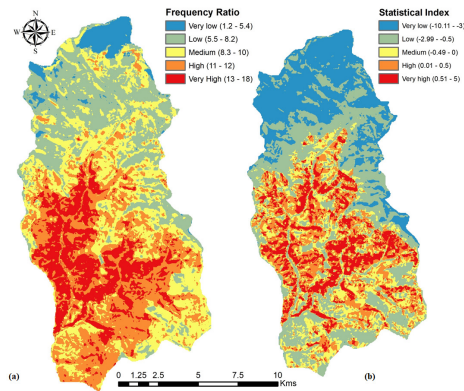 N
W E
S
Frequency Ratio
Very low (1.2 - 5.4)
Low (5.5 - 8.2)
Medium (8.3 - 10)
High (11 - 12)
Very High (13 - 18)
Statistical Index
Very low (-10.11 - -3)
Low (-2.99 - -0.5)
Medium (-0.49 - 0)
High (0.01 - 0.5)
Very high (0.51 - 5)
(a)
(b)
0 1.25 2.5 5 7.5 10
Kms